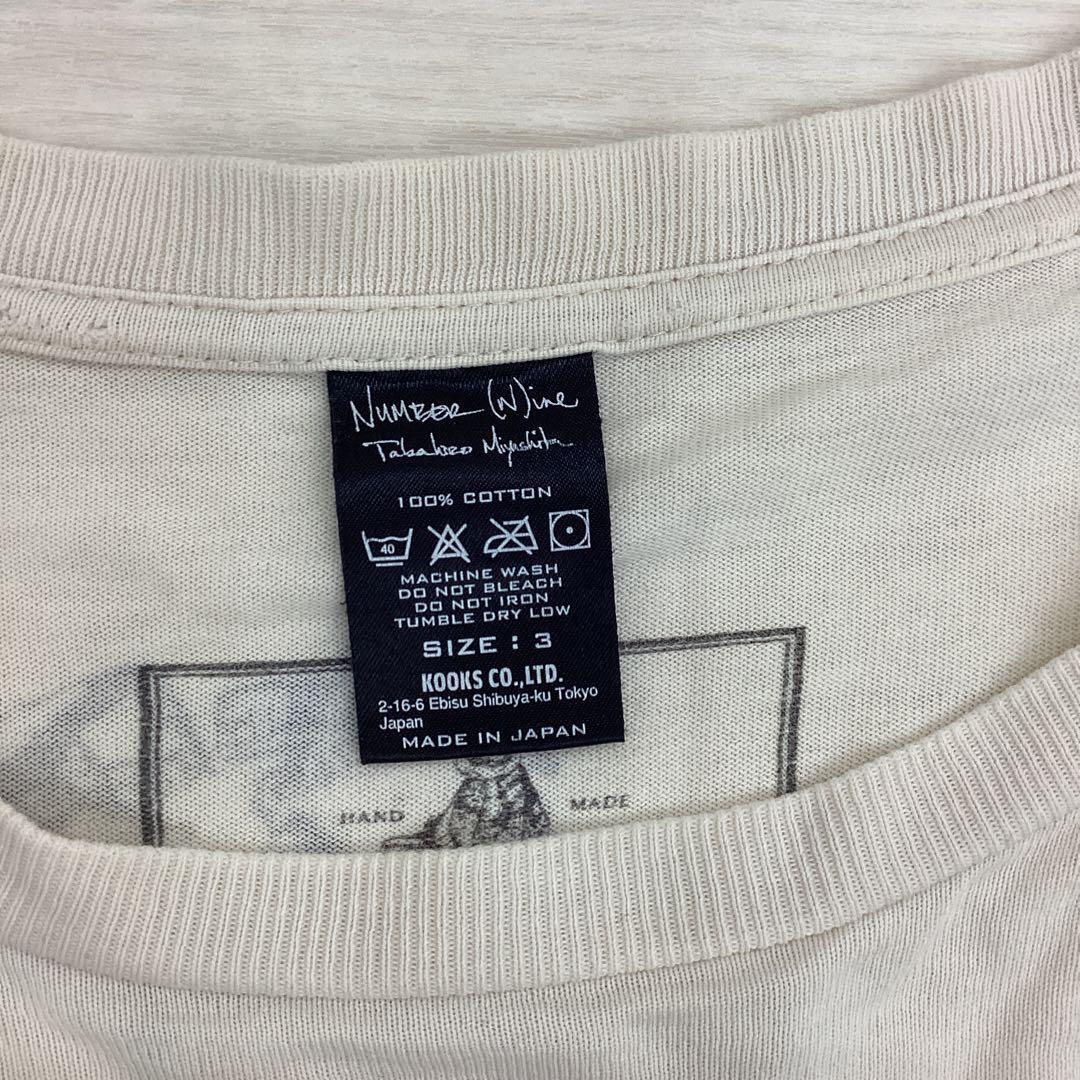 NUMBER (N)ine
Takahiro Miyashita
100% COTTON
40
MACHINE WASH
DO NOT BLEACH
DO NOT IRON
TUMBLE DRY LOW
SIZE : 3
KOOKS CO.,LTD.
2-16-6 Ebisu Shibuya-ku Tokyo
Japan
MADE IN JAPAN
HAND MADE